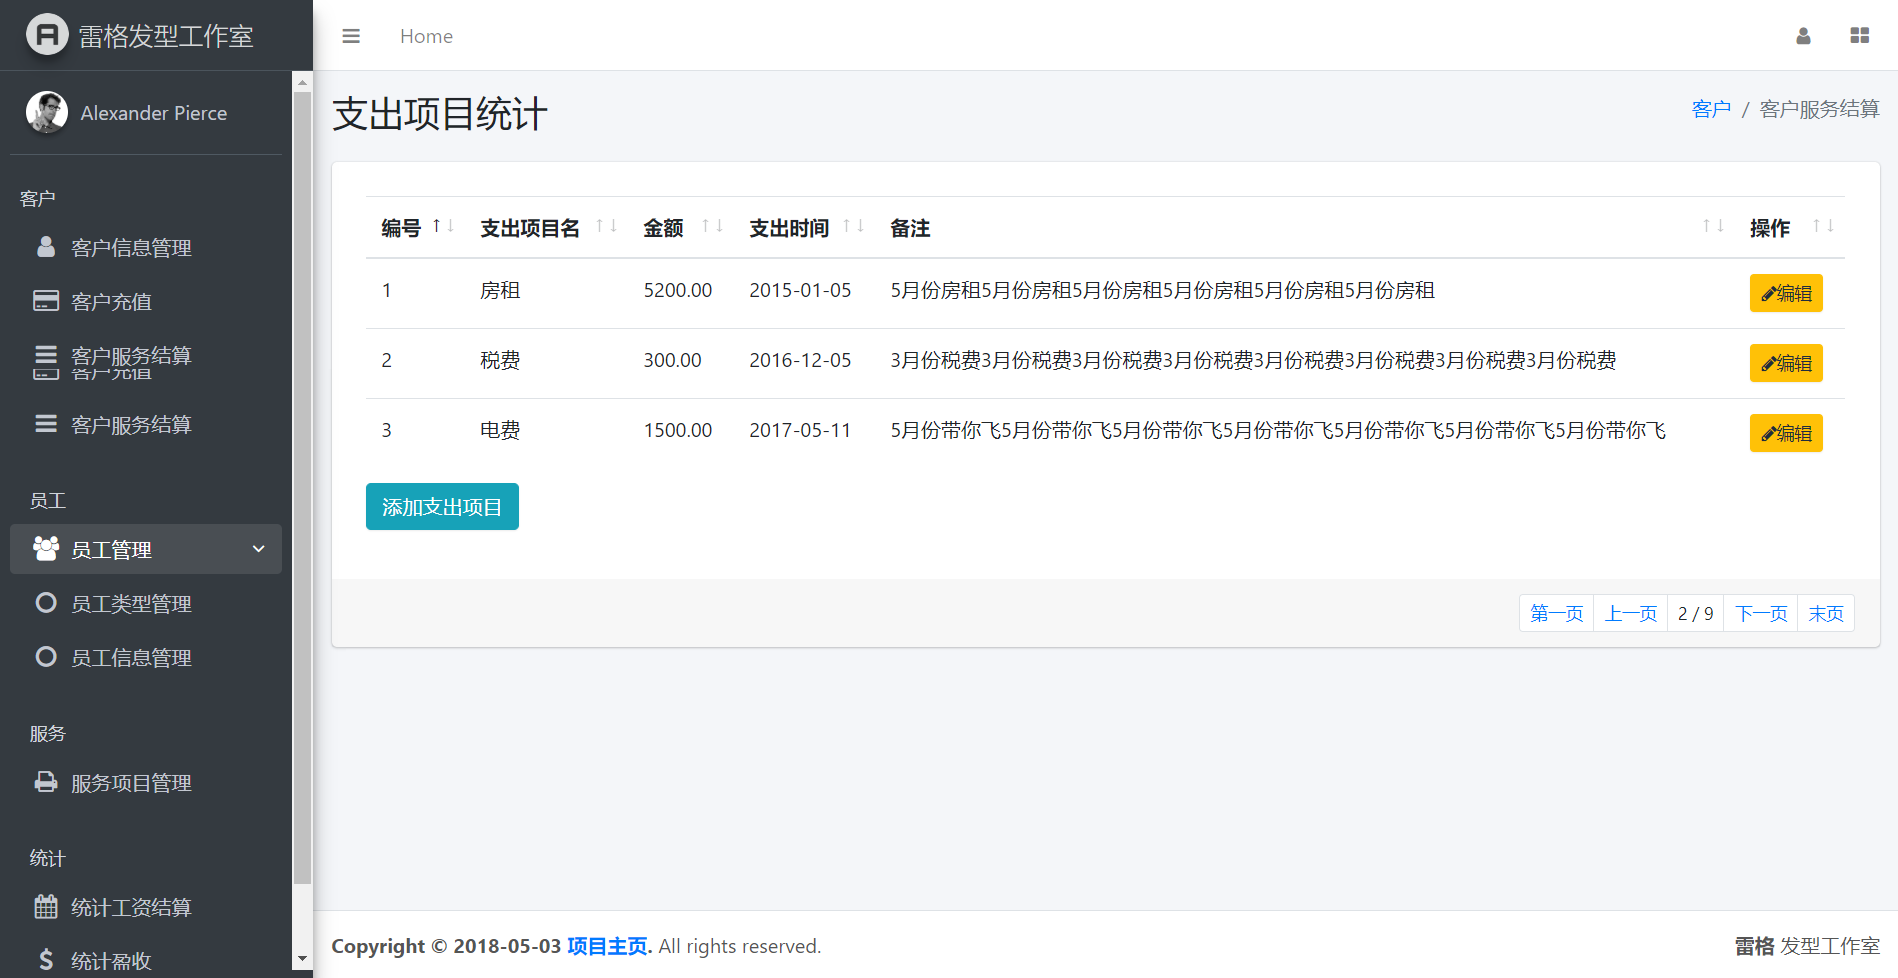 雷格发型工作室
Alexander Pierce
客户
客户信息管理
客户充值
客户服务结算
客户充值
客户服务结算
员工
员工管理
员工类型管理
员工信息管理
服务
服务项目管理
统计
统计工资结算
统计盈收
Home
支出项目统计
客户 / 客户服务结算
编号 支出项目名 金额 支出时间 备注 操作
1 房租 5200.00 2015-01-05 5月份房租5月份房租5月份房租5月份房租5月份房租5月份房租 编辑
2 税费 300.00 2016-12-05 3月份税费3月份税费3月份税费3月份税费3月份税费3月份税费3月份税费3月份税费 编辑
3 电费 1500.00 2017-05-11 5月份带你飞5月份带你飞5月份带你飞5月份带你飞5月份带你飞5月份带你飞5月份带你飞 编辑
添加支出项目
第一页 上一页 2 / 9 下一页 末页
Copyright © 2018-05-03 项目主页. All rights reserved.
雷格 发型工作室